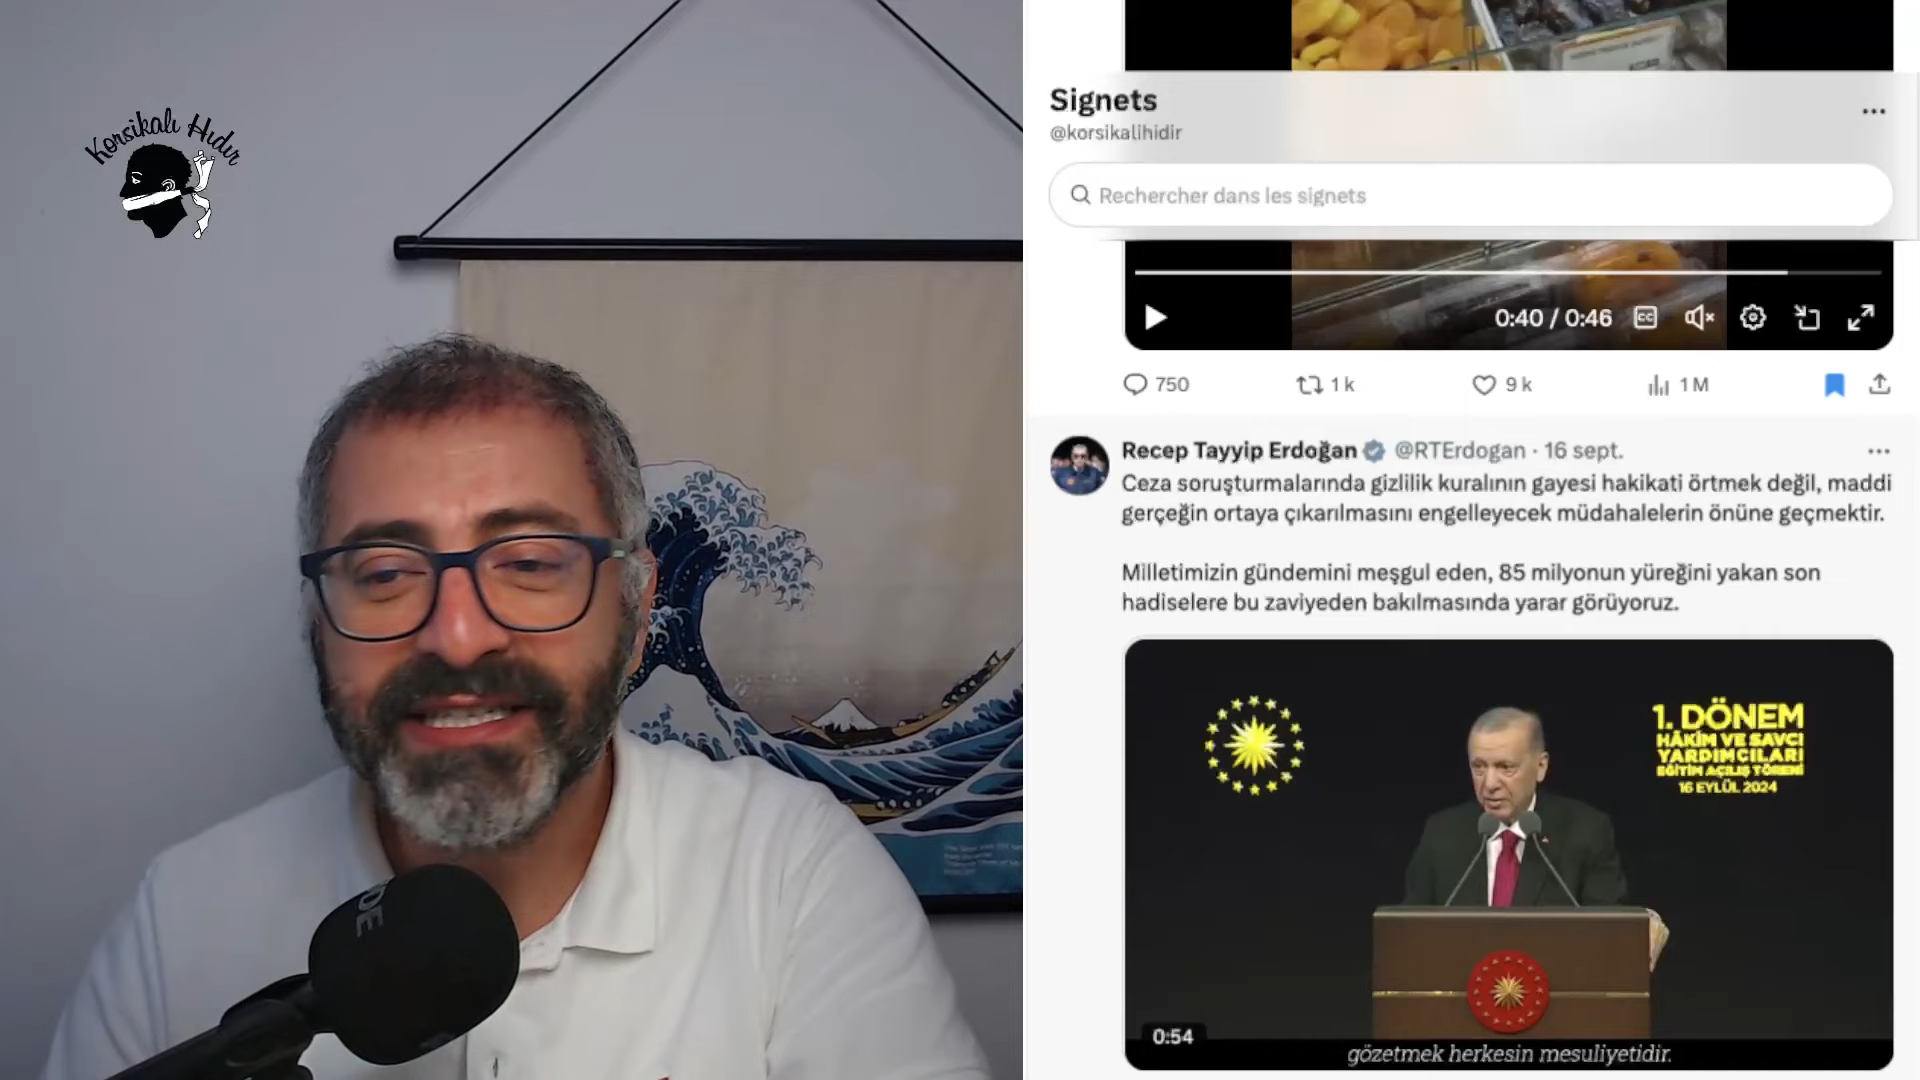 Korsikalı Hıdır
Signets
@korsikalihidir
Rechercher dans les signets
0:40 / 0:46
CC
750
1 k
9 k
1 M
Recep Tayyip Erdoğan @RTErdogan · 16 sept.
Ceza soruşturmalarında gizlilik kuralının gayesi hakikati örtmek değil, maddi
gerçeğin ortaya çıkarılmasını engelleyecek müdahalelerin önüne geçmektir.
Milletimizin gündemini meşgul eden, 85 milyonun yüreğini yakan son
hadiselere bu zaviyeden bakılmasında yarar görüyoruz.
1. DÖNEM
HÂKİM VE SAVCI
YARDIMCILARI
EĞİTİM AÇILIŞ TÖRENİ
16 EYLÜL 2024
0:54
gözetmek herkesin mesuliyetidir.